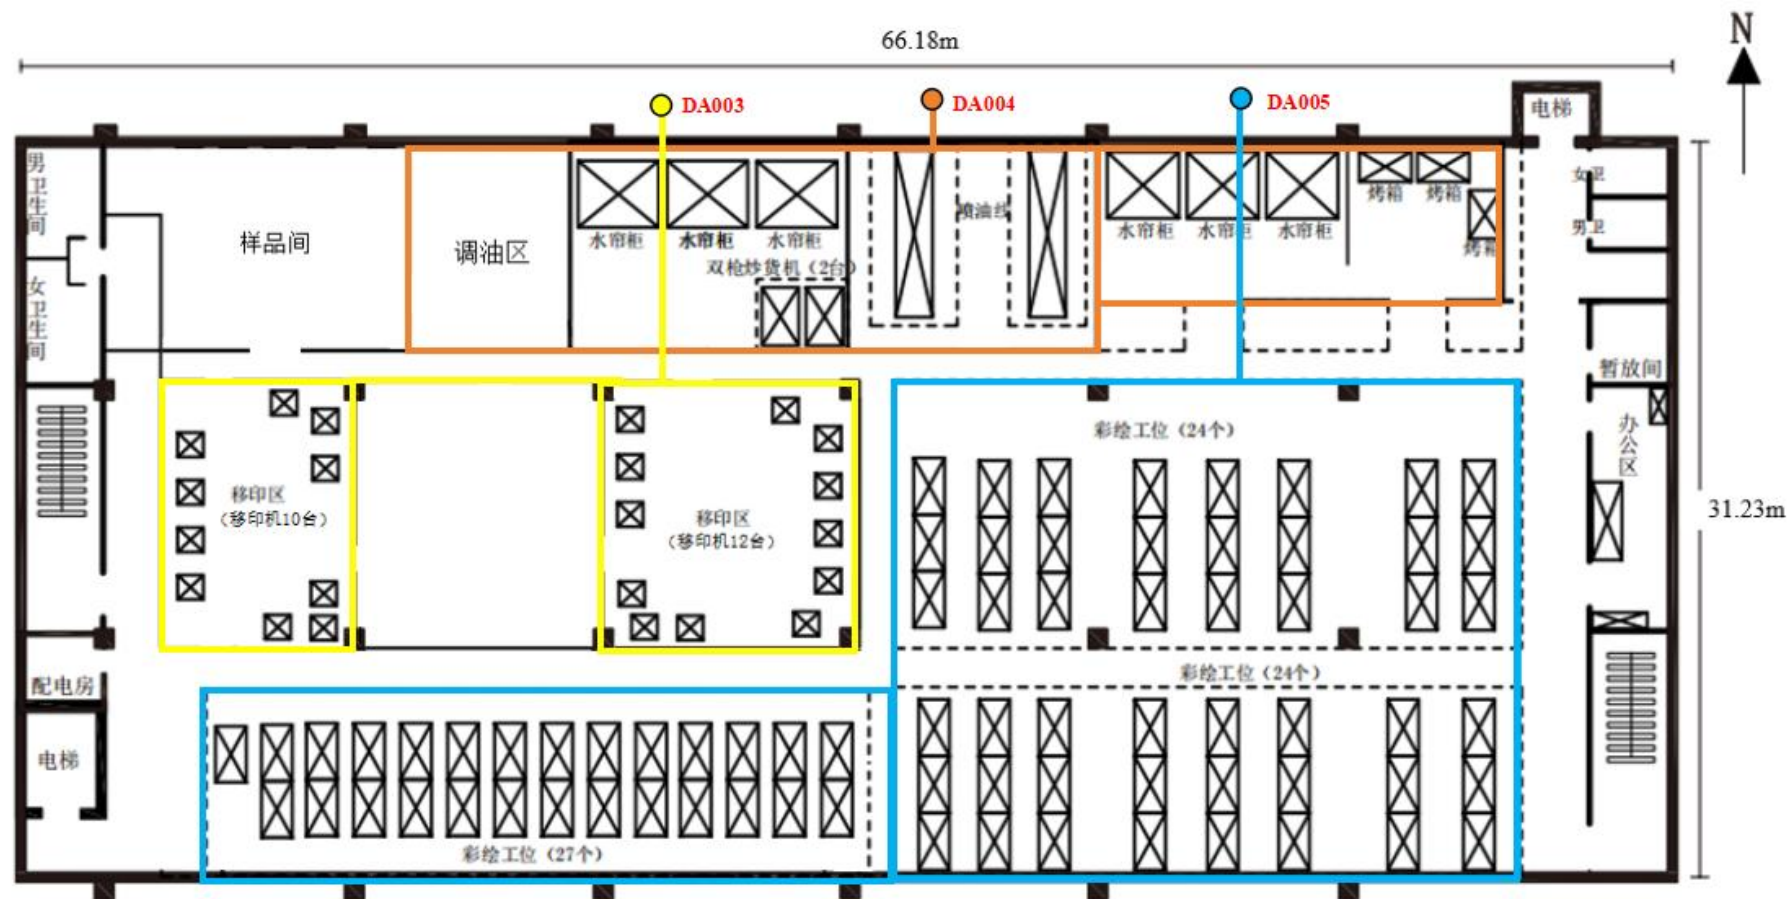 66.18m
N
DA003
DA004
DA005
电梯
男卫生间
样品间
调油区
水帘柜
水帘柜
水帘柜
双枪炒货机（2台）
喷油线
水帘柜
水帘柜
水帘柜
烤箱
烤箱
烤箱
女卫
男卫
女卫生间
暂放间
办公区
31.23m
移印区
（移印机10台）
移印区
（移印机12台）
彩绘工位（24个）
彩绘工位（24个）
配电房
电梯
彩绘工位（27个）